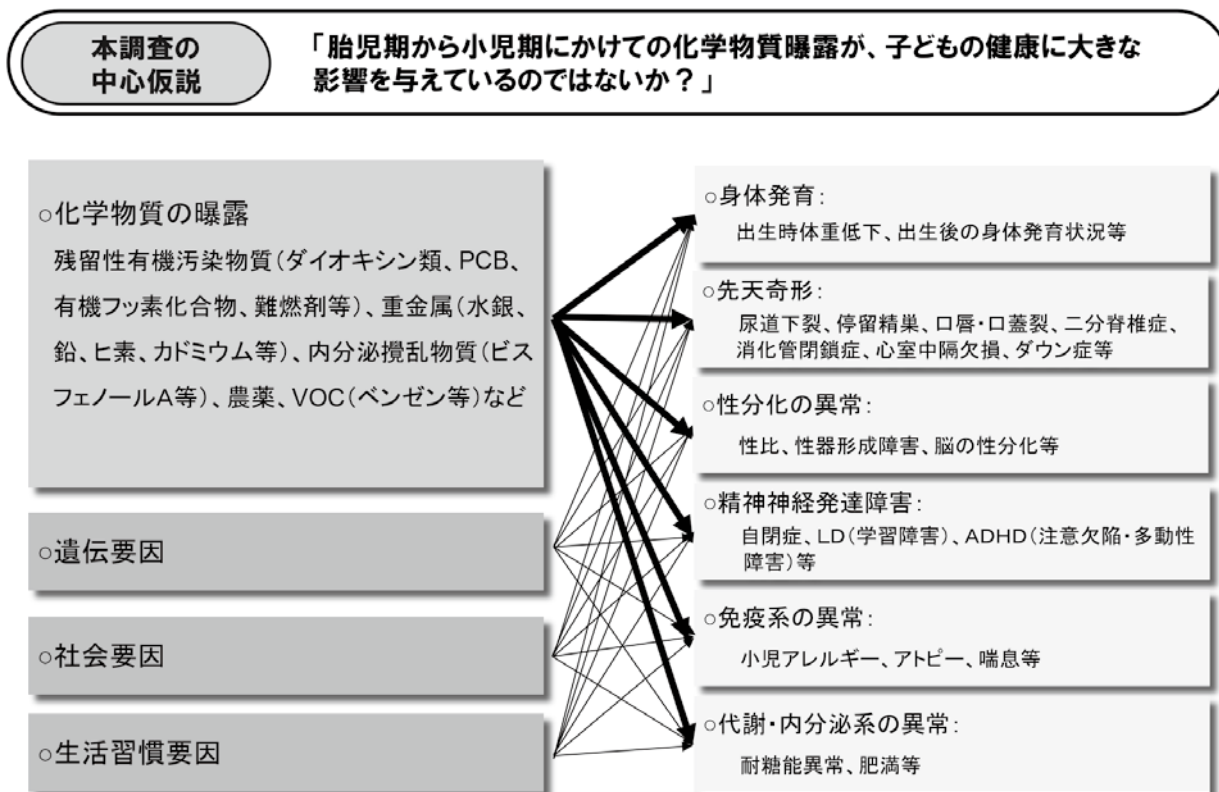 本調査の
中心仮説
「胎児期から小児期にかけての化学物質曝露が、子どもの健康に大きな
影響を与えているのではないか？」
○化学物質の曝露
残留性有機汚染物質(ダイオキシン類、PCB、
有機フッ素化合物、難燃剤等)、重金属(水銀、
鉛、ヒ素、カドミウム等)、内分泌攪乱物質(ビス
フェノールA等)、農薬、VOC(ベンゼン等)など
○遺伝要因
○社会要因
○生活習慣要因
○身体発育：
出生時体重低下、出生後の身体発育状況等
○先天奇形：
尿道下裂、停留精巣、口唇・口蓋裂、二分脊椎症、
消化管閉鎖症、心室中隔欠損、ダウン症等
○性分化の異常：
性比、性器形成障害、脳の性分化等
○精神神経発達障害：
自閉症、LD(学習障害)、ADHD(注意欠陥・多動性
障害)等
○免疫系の異常：
小児アレルギー、アトピー、喘息等
○代謝・内分泌系の異常：
耐糖能異常、肥満等